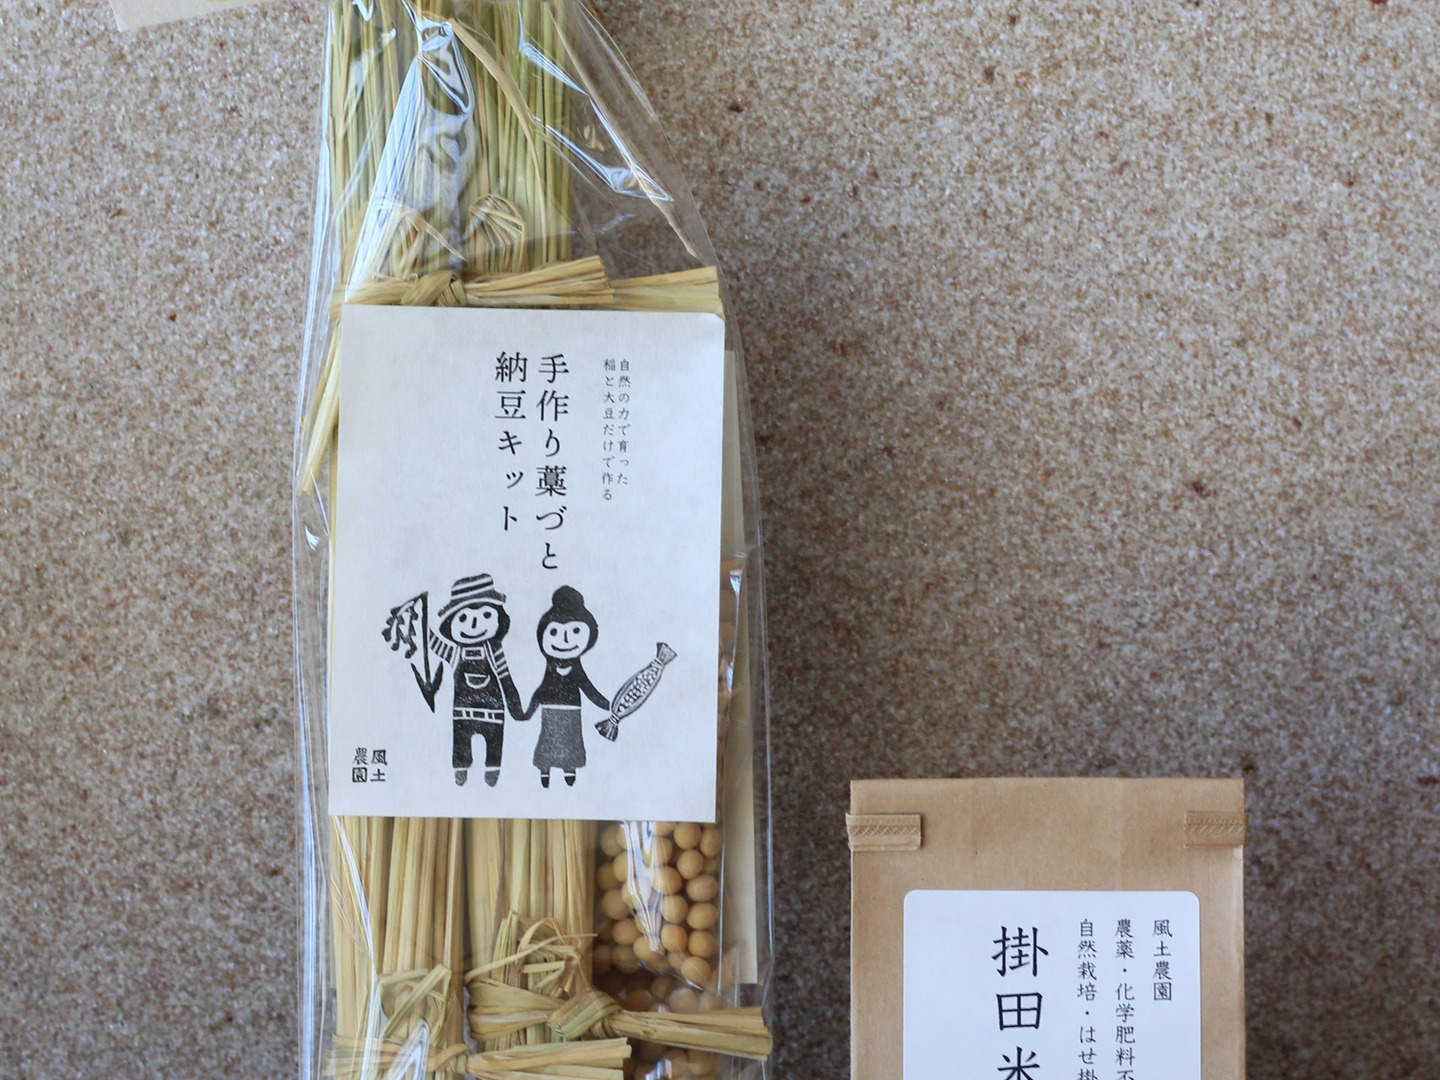 自然の力で育った
稲と大豆だけで作る
手作り藁づと
納豆キット
風土
農園
風土農園
農薬・化学肥料不
自然栽培・はせ掛
掛田米